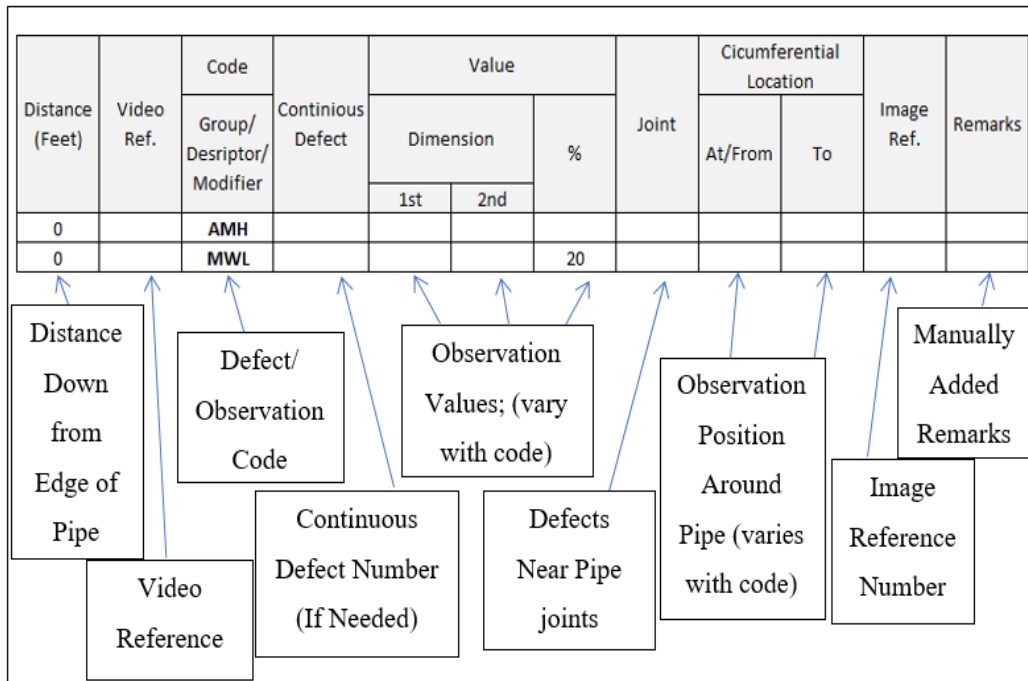 Distance
(Feet)
Video
Ref.
Code
Group/
Desriptor/
Modifier
Continious
Defect
Value
Dimension
1st
2nd
%
Joint
Cicumferential
Location
At/From
To
Image
Ref.
Remarks
0 AMH
0 MWL 20
Distance
Down
from
Edge of
Pipe
Video
Reference
Defect/
Observation
Code
Continuous
Defect Number
(If Needed)
Observation
Values; (vary
with code)
Defects
Near Pipe
joints
Observation
Position
Around
Pipe (varies
with code)
Image
Reference
Number
Manually
Added
Remarks